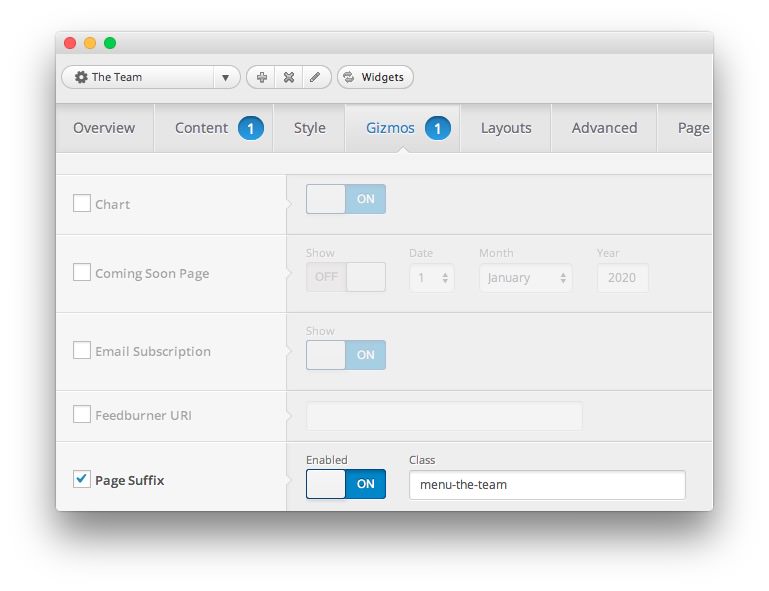 The Team Widgets
Overview Content 1 Style Gizmos 1 Layouts Advanced Page
Chart ON
Show Date Month Year
Coming Soon Page OFF 1 January 2020
Show
Email Subscription ON
Feedburner URI
Enabled Class
Page Suffix ON menu-the-team